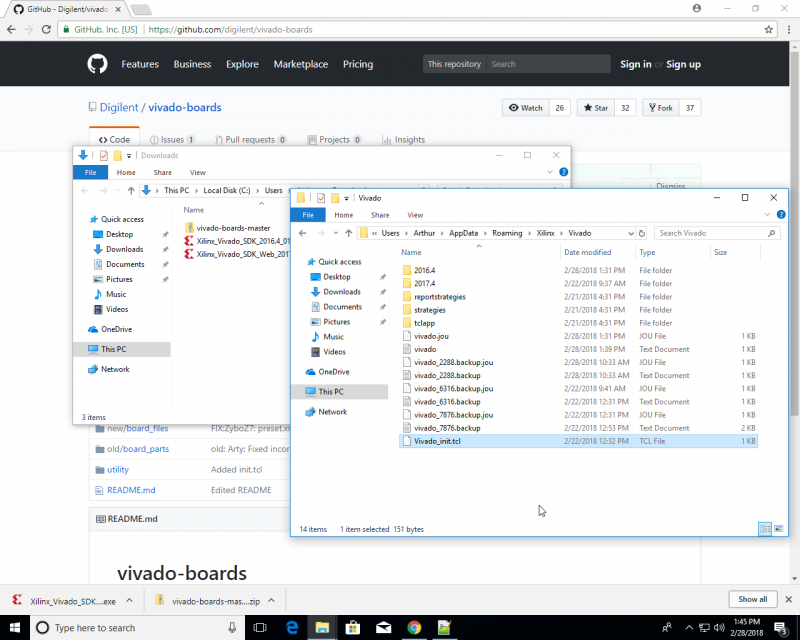 GitHub - Digilent/vivado
GitHub, Inc. [US] https://github.com/digilent/vivado-boards
Features Business Explore Marketplace Pricing This repository Search Sign in or Sign up
Digilent / vivado-boards Watch 26 Star 32 Fork 37
Code Issues 1 Pull requests 0 Projects 0 Insights
Dismiss
Downloads
File Home Share View
This PC Local Disk (C:) Users
Quick access
Desktop
Downloads
Documents
Pictures
Music
Videos
OneDrive
This PC
Network
Name
vivado-boards-master
Xilinx_Vivado_SDK_2016.4_01
Xilinx_Vivado_SDK_Web_201
3 items
Vivado
File Home Share View
« Users Arthur AppData Roaming Xilinx Vivado Search Vivado
Quick access
Desktop
Downloads
Documents
Pictures
Music
Videos
OneDrive
This PC
Network
Name Date modified Type Size
2016.4 2/28/2018 1:31 PM File folder
2017.4 2/22/2018 9:37 AM File folder
reportstrategies 2/21/2018 4:31 PM File folder
strategies 2/21/2018 4:31 PM File folder
tclapp 2/21/2018 4:31 PM File folder
vivado.jou 2/28/2018 1:31 PM JOU File 1 KB
vivado 2/28/2018 1:39 PM Text Document 1 KB
vivado_2288.backup.jou 2/28/2018 10:33 AM JOU File 1 KB
vivado_2288.backup 2/28/2018 10:33 AM Text Document 1 KB
vivado_6316.backup.jou 2/22/2018 9:41 AM JOU File 1 KB
vivado_6316.backup 2/22/2018 12:31 PM Text Document 1 KB
vivado_7876.backup.jou 2/22/2018 12:31 PM JOU File 1 KB
vivado_7876.backup 2/22/2018 12:53 PM Text Document 2 KB
Vivado_init.tcl 2/22/2018 12:32 PM TCL File 1 KB
14 items 1 item selected 151 bytes
new/board_files FIX:ZyboZ7: preset.x
old/board_parts old: Arty: Fixed incor
utility Added init.tcl
README.md Edited README
README.md
vivado-boards
Xilinx_Vivado_SDK....exe vivado-boards-mas....zip Show all
Type here to search 1:45 PM
2/28/2018 3